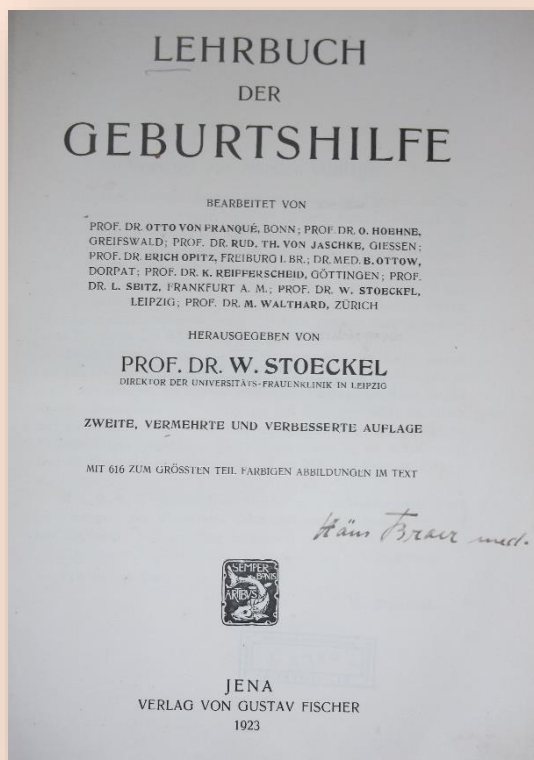 LEHRBUCH
DER
GEBURTSHILFE
BEARBEITET VON
PROF. DR. OTTO VON FRANQUÉ, BONN; PROF. DR. O. HOEHNE,
GREIFSWALD; PROF. DR. RUD. TH. VON JASCHKE, GIESSEN;
PROF. DR. ERICH OPITZ, FREIBURG I. BR.; DR. MED. B. OTTOW,
DORPAT; PROF. DR. K. REIFFERSCHEID, GÖTTINGEN; PROF.
DR. L. SEITZ, FRANKFURT A. M.; PROF. DR. W. STOECKEL,
LEIPZIG; PROF. DR. M. WALTHARD, ZÜRICH
HERAUSGEGEBEN VON
PROF. DR. W. STOECKEL
DIREKTOR DER UNIVERSITÄTS-FRAUENKLINIK IN LEIPZIG
ZWEITE, VERMEHRTE UND VERBESSERTE AUFLAGE
MIT 616 ZUM GRÖSSTEN TEIL FARBIGEN ABBILDUNGEN IM TEXT
med.
SEMPER
BONIS
ARTIBVS
JENA
VERLAG VON GUSTAV FISCHER
1923